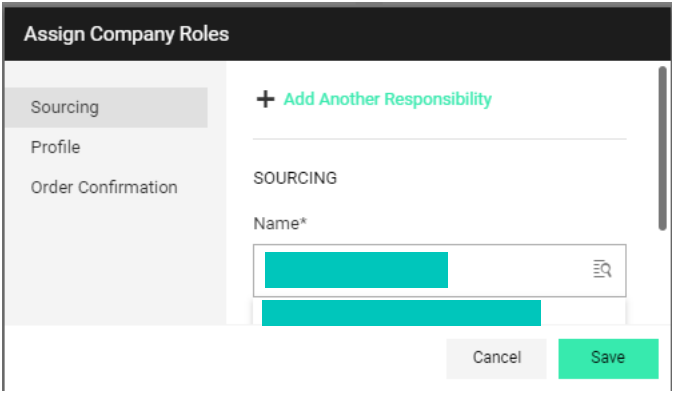 Assign Company Roles
Sourcing
Profile
Order Confirmation
Add Another Responsibility
SOURCING
Name*
Cancel
Save